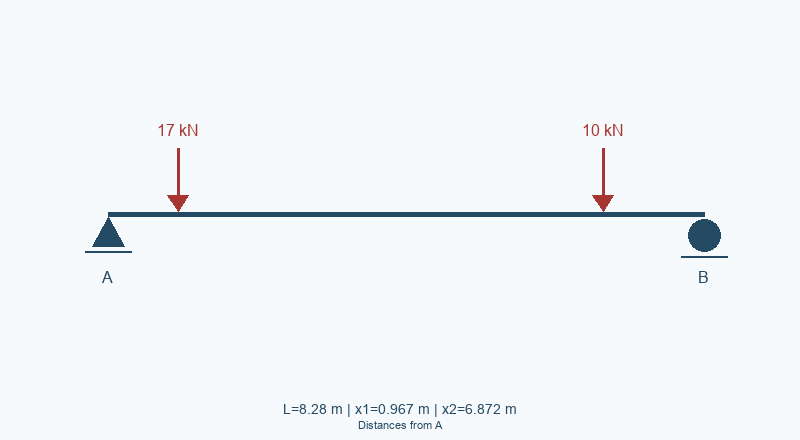 17 kN
10 kN
A
B
L=8.28 m | x1=0.967 m | x2=6.872 m
Distances from A